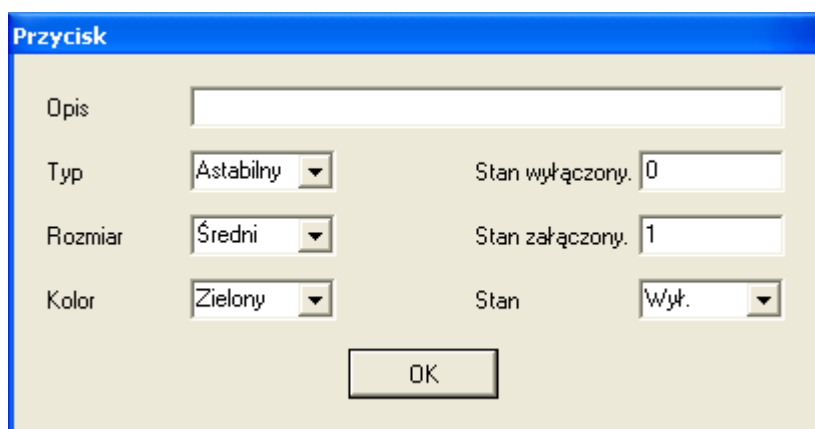 Przycisk
Opis
Typ Astabilny Stan wyłączony. 0
Rozmiar Średni Stan załączony. 1
Kolor Zielony Stan Wył.
OK